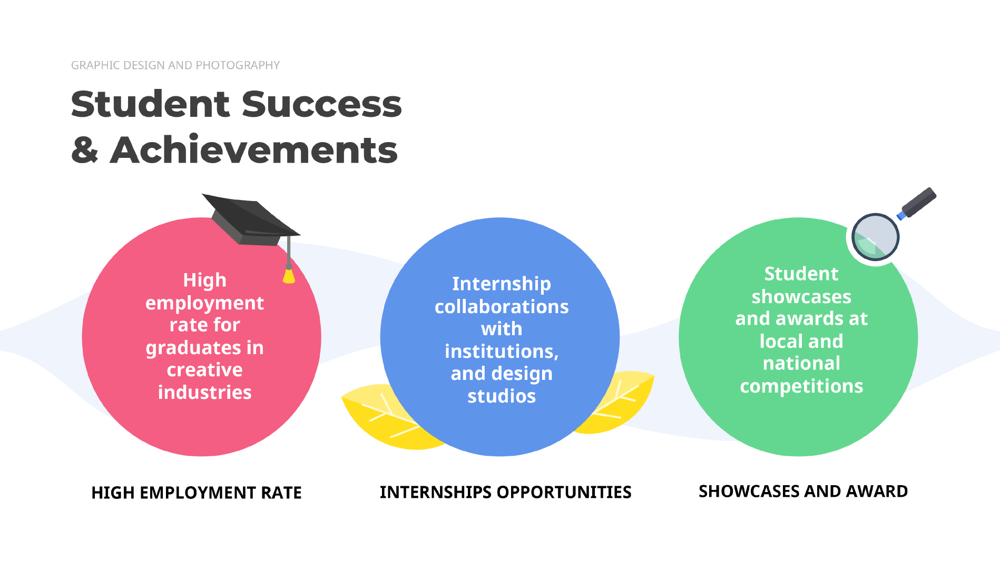 GRAPHIC DESIGN AND PHOTOGRAPHY
Student Success
& Achievements
High
employment
rate for
graduates in
creative
industries
Internship
collaborations
with
institutions,
and design
studios
Student
showcases
and awards at
local and
national
competitions
HIGH EMPLOYMENT RATE
INTERNSHIPS OPPORTUNITIES
SHOWCASES AND AWARD